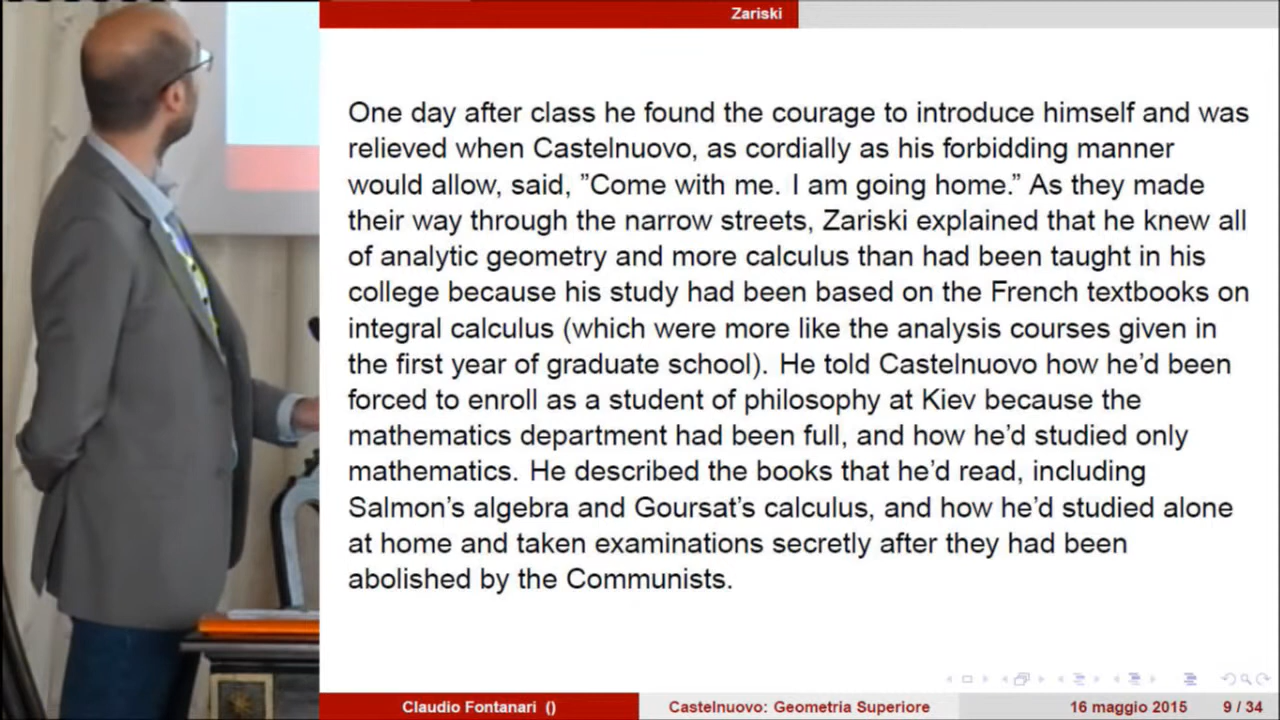 Zariski
One day after class he found the courage to introduce himself and was
relieved when Castelnuovo, as cordially as his forbidding manner
would allow, said, ”Come with me. I am going home.” As they made
their way through the narrow streets, Zariski explained that he knew all
of analytic geometry and more calculus than had been taught in his
college because his study had been based on the French textbooks on
integral calculus (which were more like the analysis courses given in
the first year of graduate school). He told Castelnuovo how he’d been
forced to enroll as a student of philosophy at Kiev because the
mathematics department had been full, and how he’d studied only
mathematics. He described the books that he’d read, including
Salmon’s algebra and Goursat’s calculus, and how he’d studied alone
at home and taken examinations secretly after they had been
abolished by the Communists.
Claudio Fontanari ()
Castelnuovo: Geometria Superiore
16 maggio 2015
9 / 34